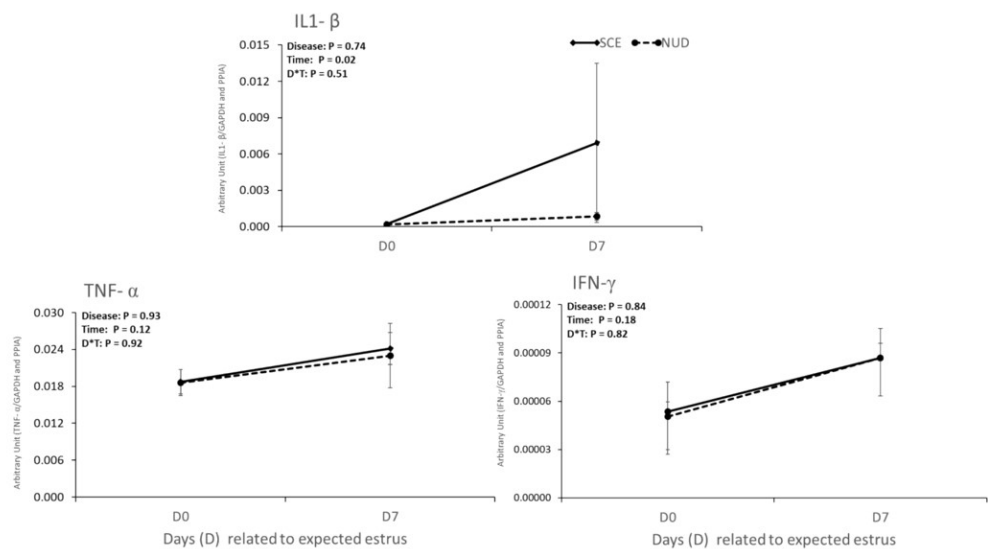 IL1- β
Disease: P = 0.74
Time: P = 0.02
D*T: P = 0.51
SCE
NUD
Arbitrary Unit (IL1- β/GAPDH and PPIA)
0.015
0.012
0.009
0.006
0.003
0.000
D0 D7
TNF- α
Disease: P = 0.93
Time: P = 0.12
D*T: P = 0.92
Arbitrary Unit (TNF- α/GAPDH and PPIA)
0.030
0.024
0.018
0.012
0.006
0.000
D0 D7
Days (D) related to expected estrus
IFN-γ
Disease: P = 0.84
Time: P = 0.18
D*T: P = 0.82
Arbitrary Unit (IFN-γ/GAPDH and PPIA)
0.00012
0.00009
0.00006
0.00003
0.00000
D0 D7
Days (D) related to expected estrus